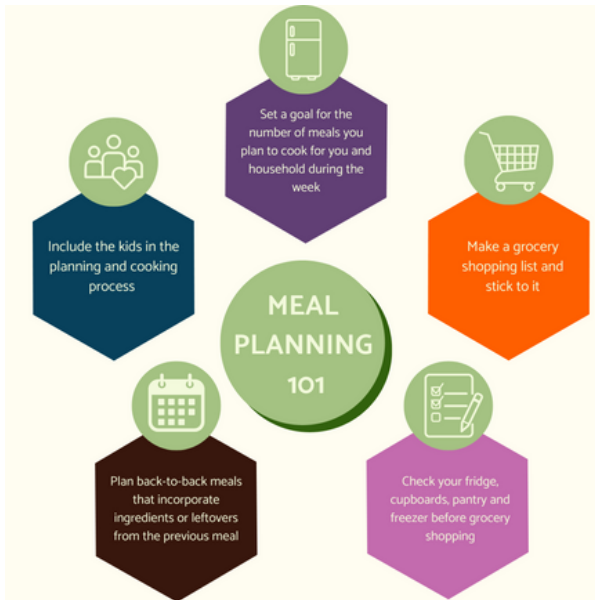 Set a goal for the
number of meals you
plan to cook for you and
household during the
week
Include the kids in the
planning and cooking
process
Make a grocery
shopping list and
stick to it
MEAL
PLANNING
101
Plan back-to-back meals
that incorporate
ingredients or leftovers
from the previous meal
Check your fridge,
cupboards, pantry and
freezer before grocery
shopping